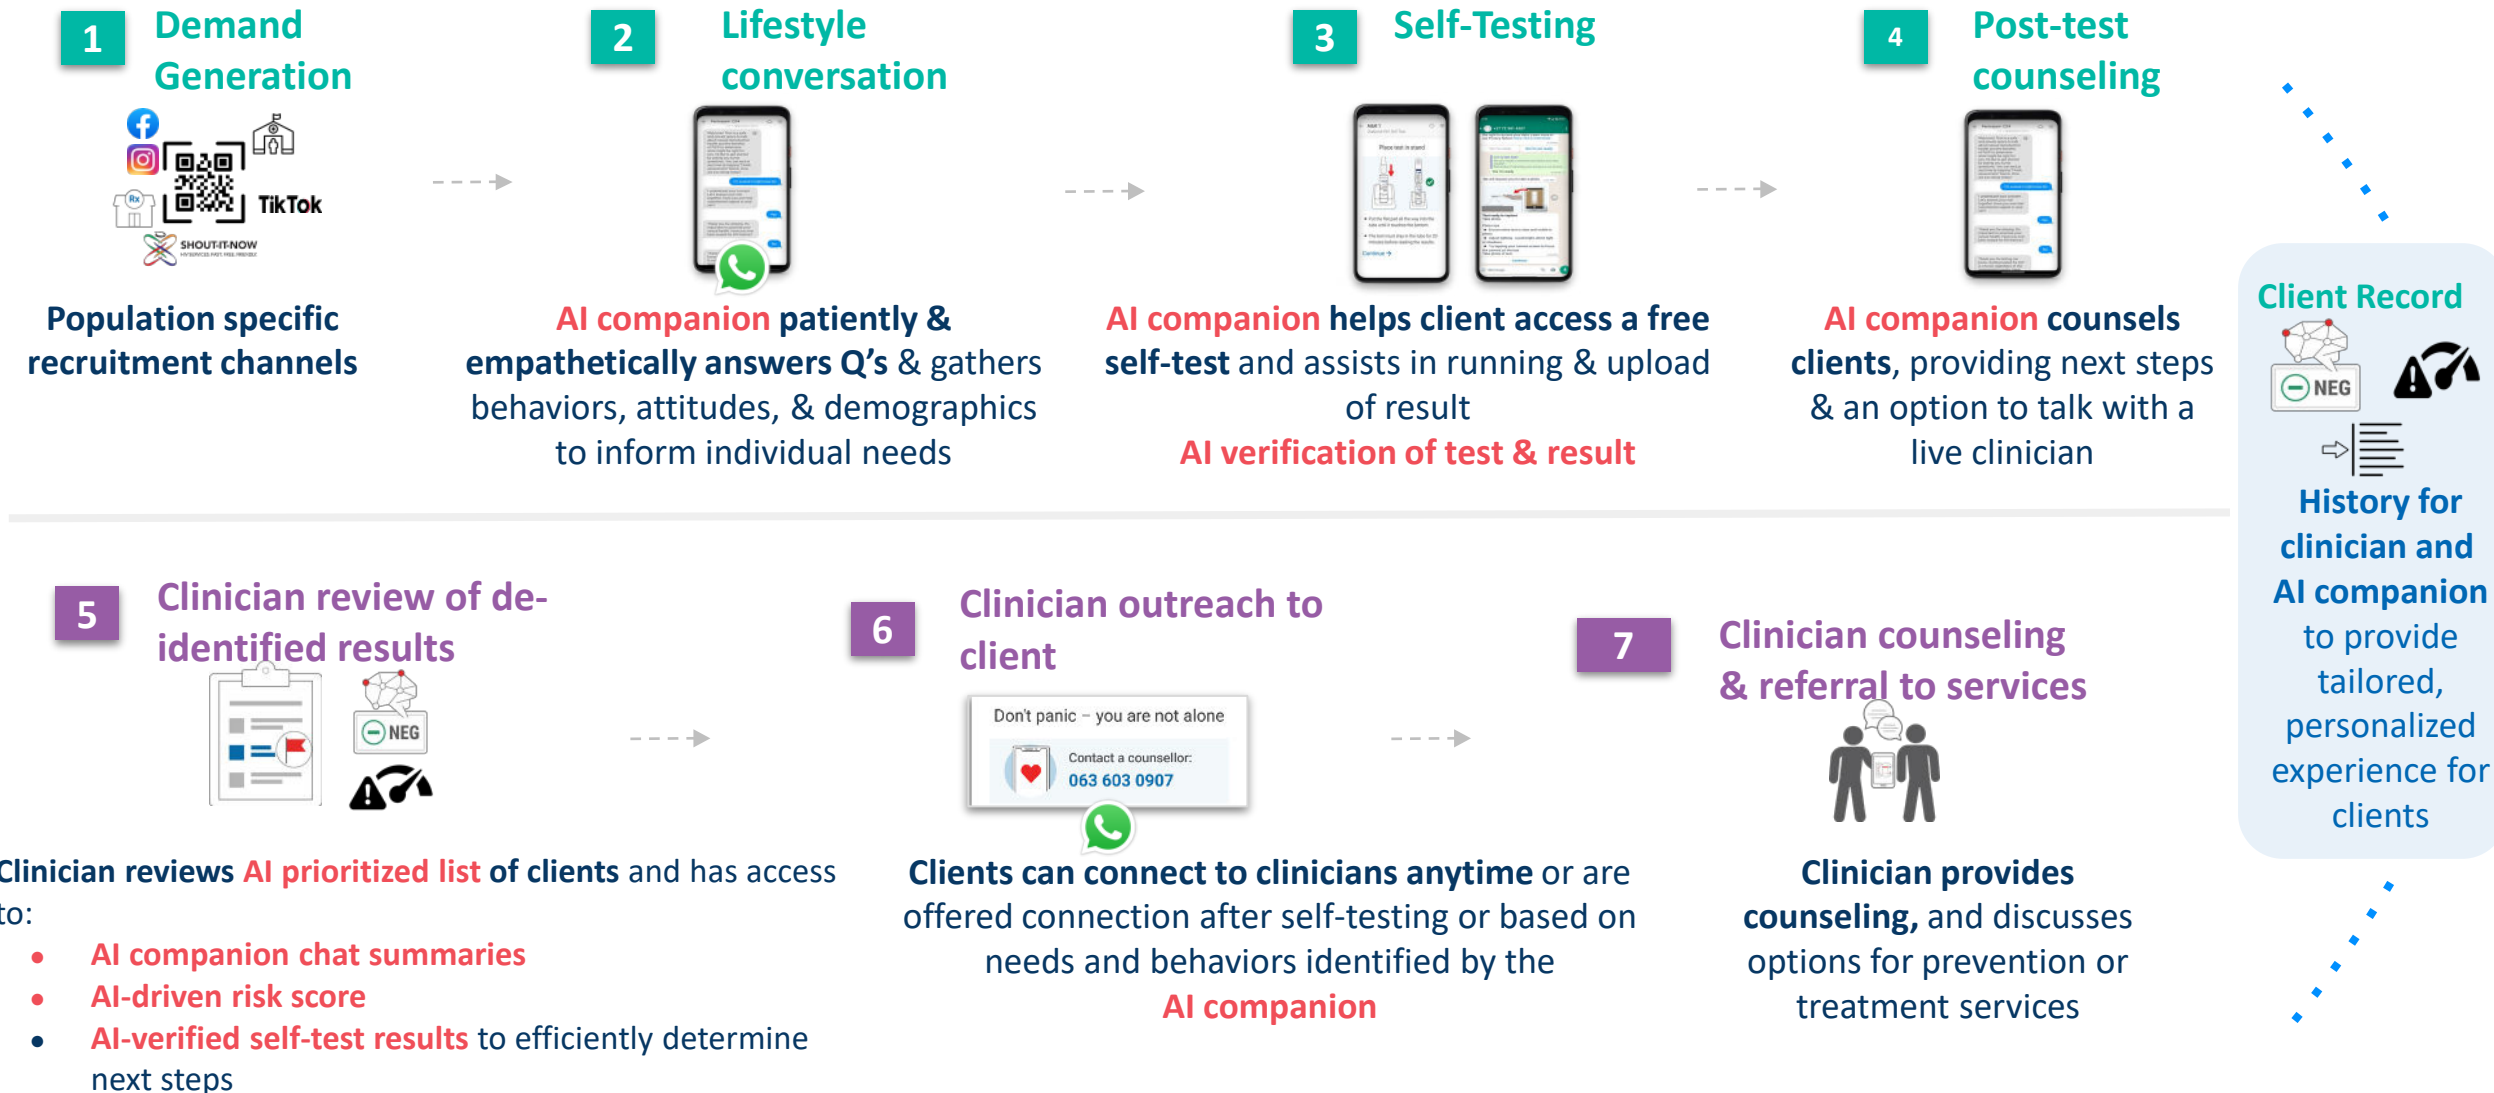 1
Demand
Generation
TikTok
Rx
SHOUT-IT-NOW
Population specific
recruitment channels
2
Lifestyle
conversation
AI companion patiently &
empathetically answers Q's & gathers
behaviors, attitudes, & demographics
to inform individual needs
3
Self-Testing
Place test in stand
Continue →
AI companion helps client access a free
self-test and assists in running & upload
of result
AI verification of test & result
4
Post-test
counseling
AI companion counsels
clients, providing next steps
& an option to talk with a
live clinician
Client Record
NEG
History for
clinician and
AI companion
to provide
tailored,
personalized
experience for
clients
5
Clinician review of de-
identified results
NEG
Clinician reviews AI prioritized list of clients and has access
to:
• AI companion chat summaries
• AI-driven risk score
• AI-verified self-test results to efficiently determine
next steps
6
Clinician outreach to
client
Don't panic – you are not alone
Contact a counsellor:
063 603 0907
Clients can connect to clinicians anytime or are
offered connection after self-testing or based on
needs and behaviors identified by the
AI companion
7
Clinician counseling
& referral to services
Clinician provides
counseling, and discusses
options for prevention or
treatment services